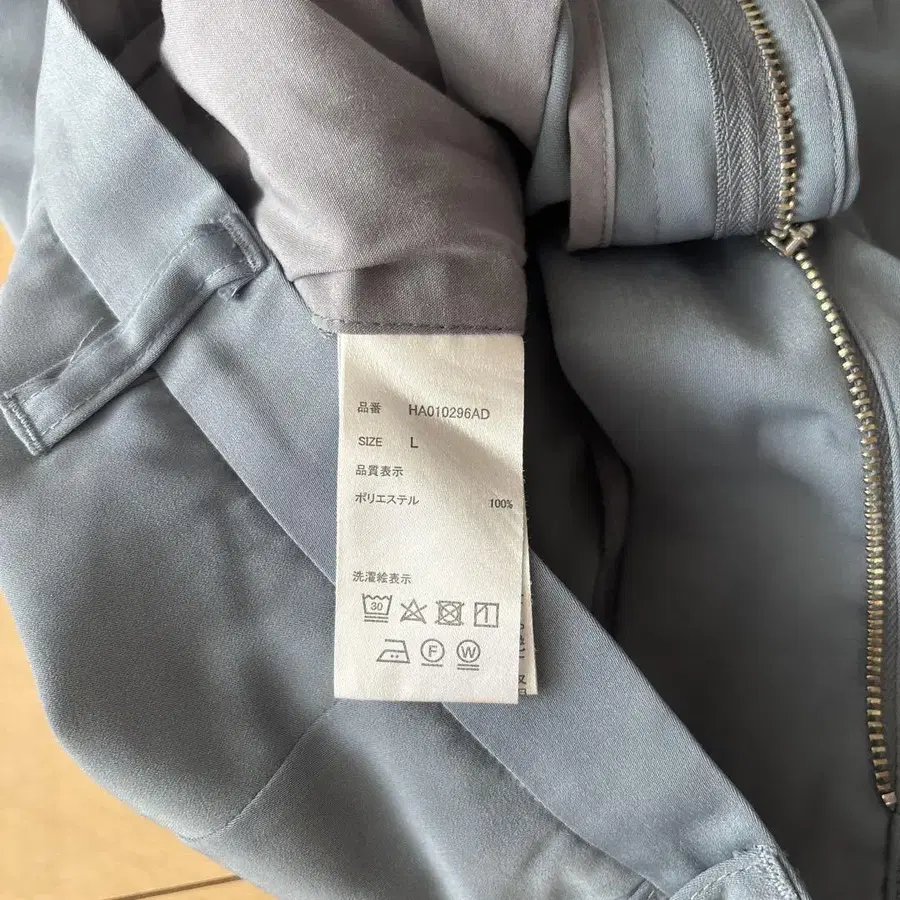 品番 HA010296AD
SIZE L
品質表示
ポリエステル 100%
洗濯絵表示
30
F W